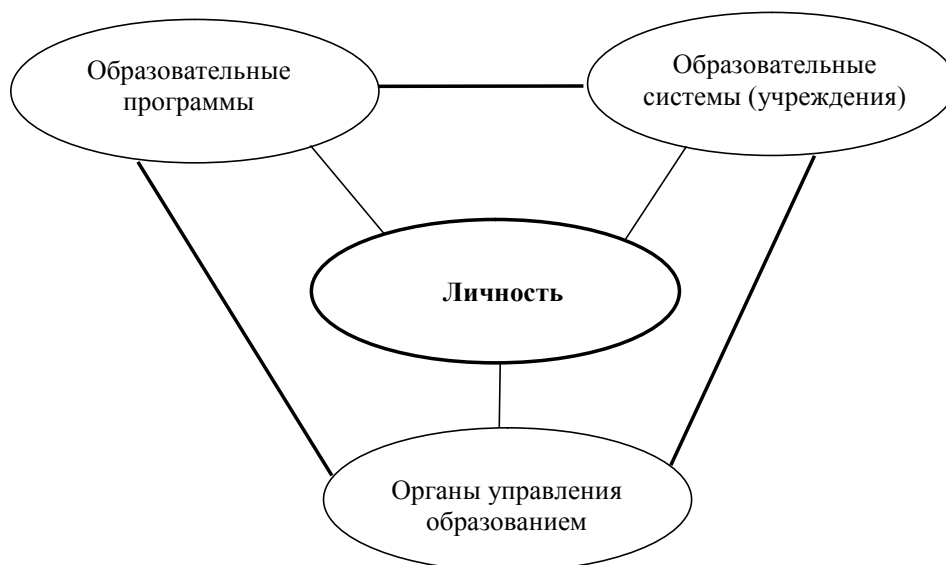 Образовательные
программы
Образовательные
системы (учреждения)
Личность
Органы управления
образованием